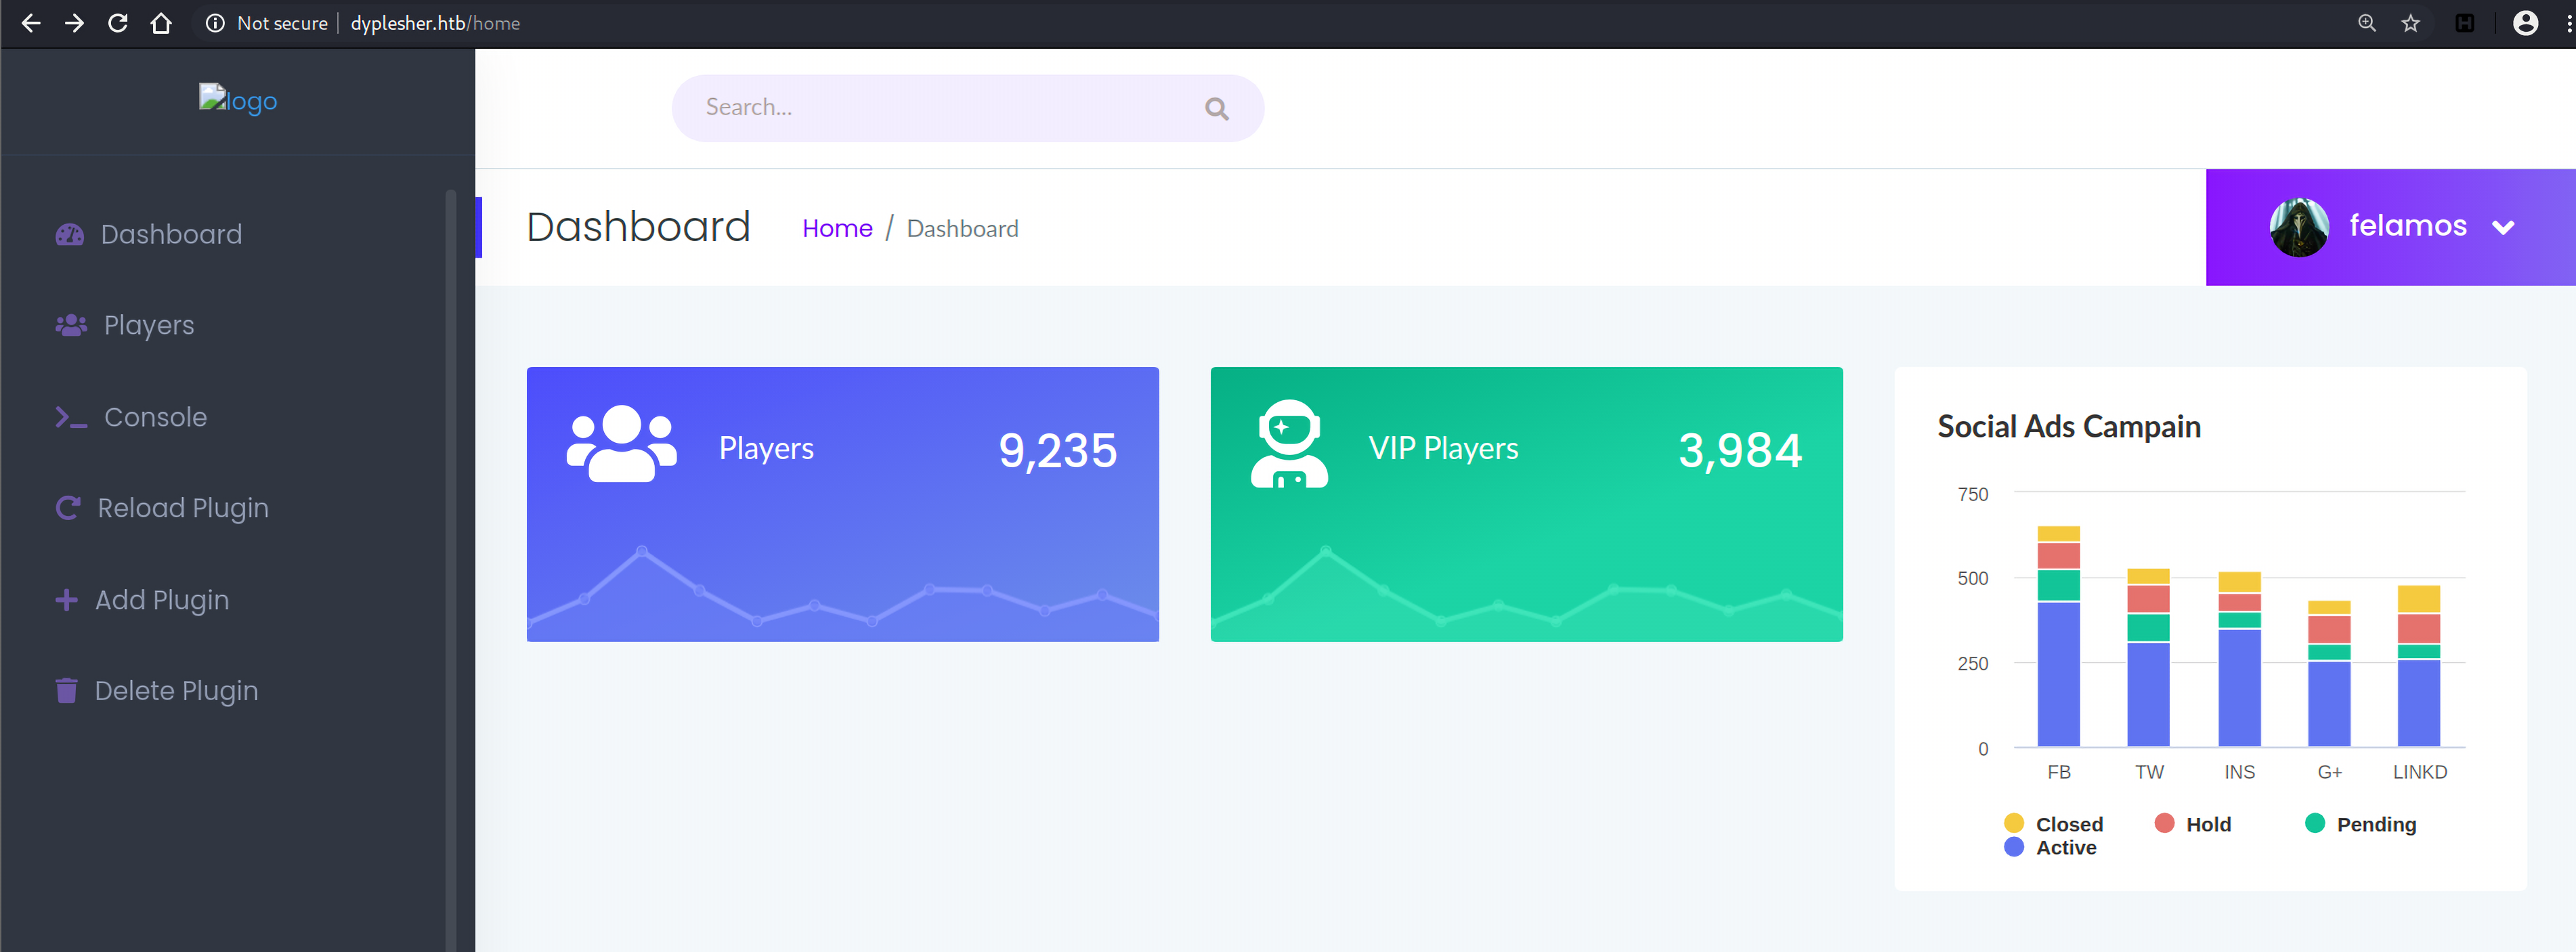 Not secure | dyplesher.htb/home
logo
Search...
Dashboard
Home / Dashboard
felamos
Dashboard
Players
Console
Reload Plugin
Add Plugin
Delete Plugin
Players 9,235
VIP Players 3,984
Social Ads Campain
750
500
250
0
FB TW INS G+ LINKD
Closed Hold Pending
Active